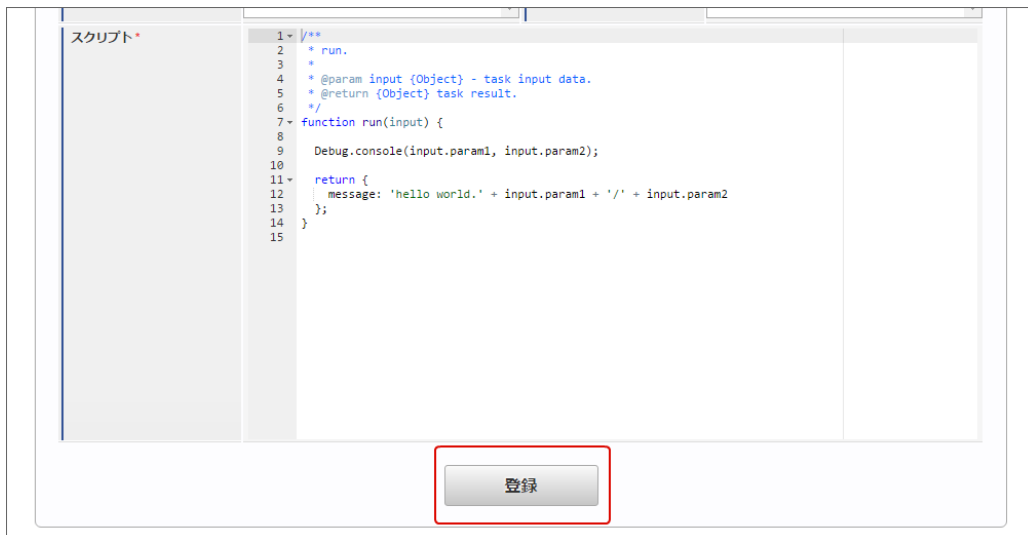 スクリプト*
1 /**
2  * run.
3  *
4  * @param input {Object} - task input data.
5  * @return {Object} task result.
6  */
7 function run(input) {
8
9   Debug.console(input.param1, input.param2);
10
11   return {
12     message: 'hello world.' + input.param1 + '/' + input.param2
13   };
14 }
15
登録